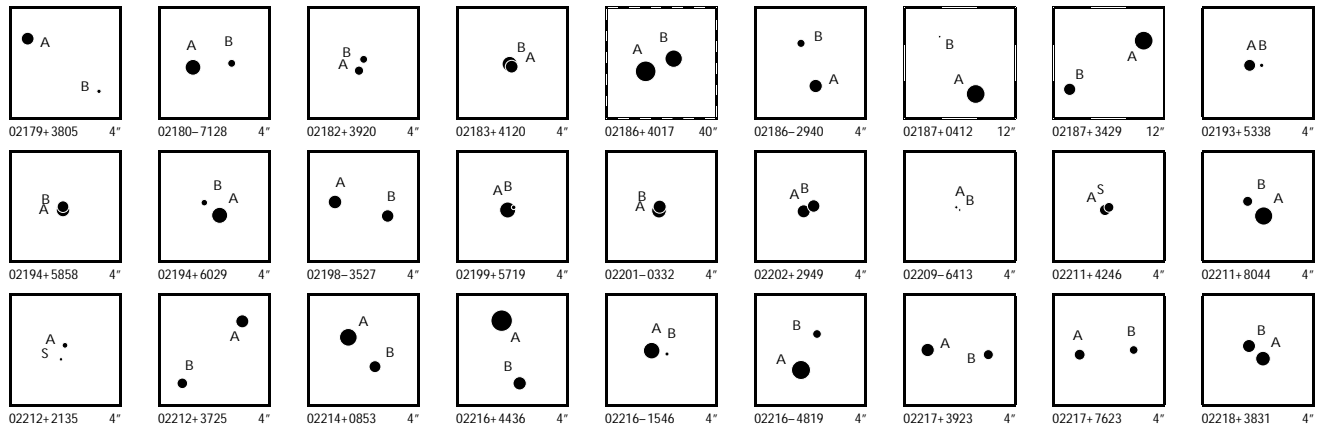 A
B
02179+3805 4″
A B
02180−7128 4″
B
A
02182+3920 4″
B
A
02183+4120 4″
B
A
02186+4017 40″
B
A
02186−2940 4″
B
A
02187+0412 12″
A
B
02187+3429 12″
A B
02193+5338 4″
B
A
02194+5858 4″
B
A
02194+6029 4″
A
B
02198−3527 4″
A B
02199+5719 4″
B
A
02201−0332 4″
A B
02202+2949 4″
A
B
02209−6413 4″
A S
02211+4246 4″
B
A
02211+8044 4″
A
S
02212+2135 4″
A
B
02212+3725 4″
A
B
02214+0853 4″
A
B
02216+4436 4″
A B
02216−1546 4″
B
A
02216−4819 4″
A
B
02217+3923 4″
A B
02217+7623 4″
B
A
02218+3831 4″